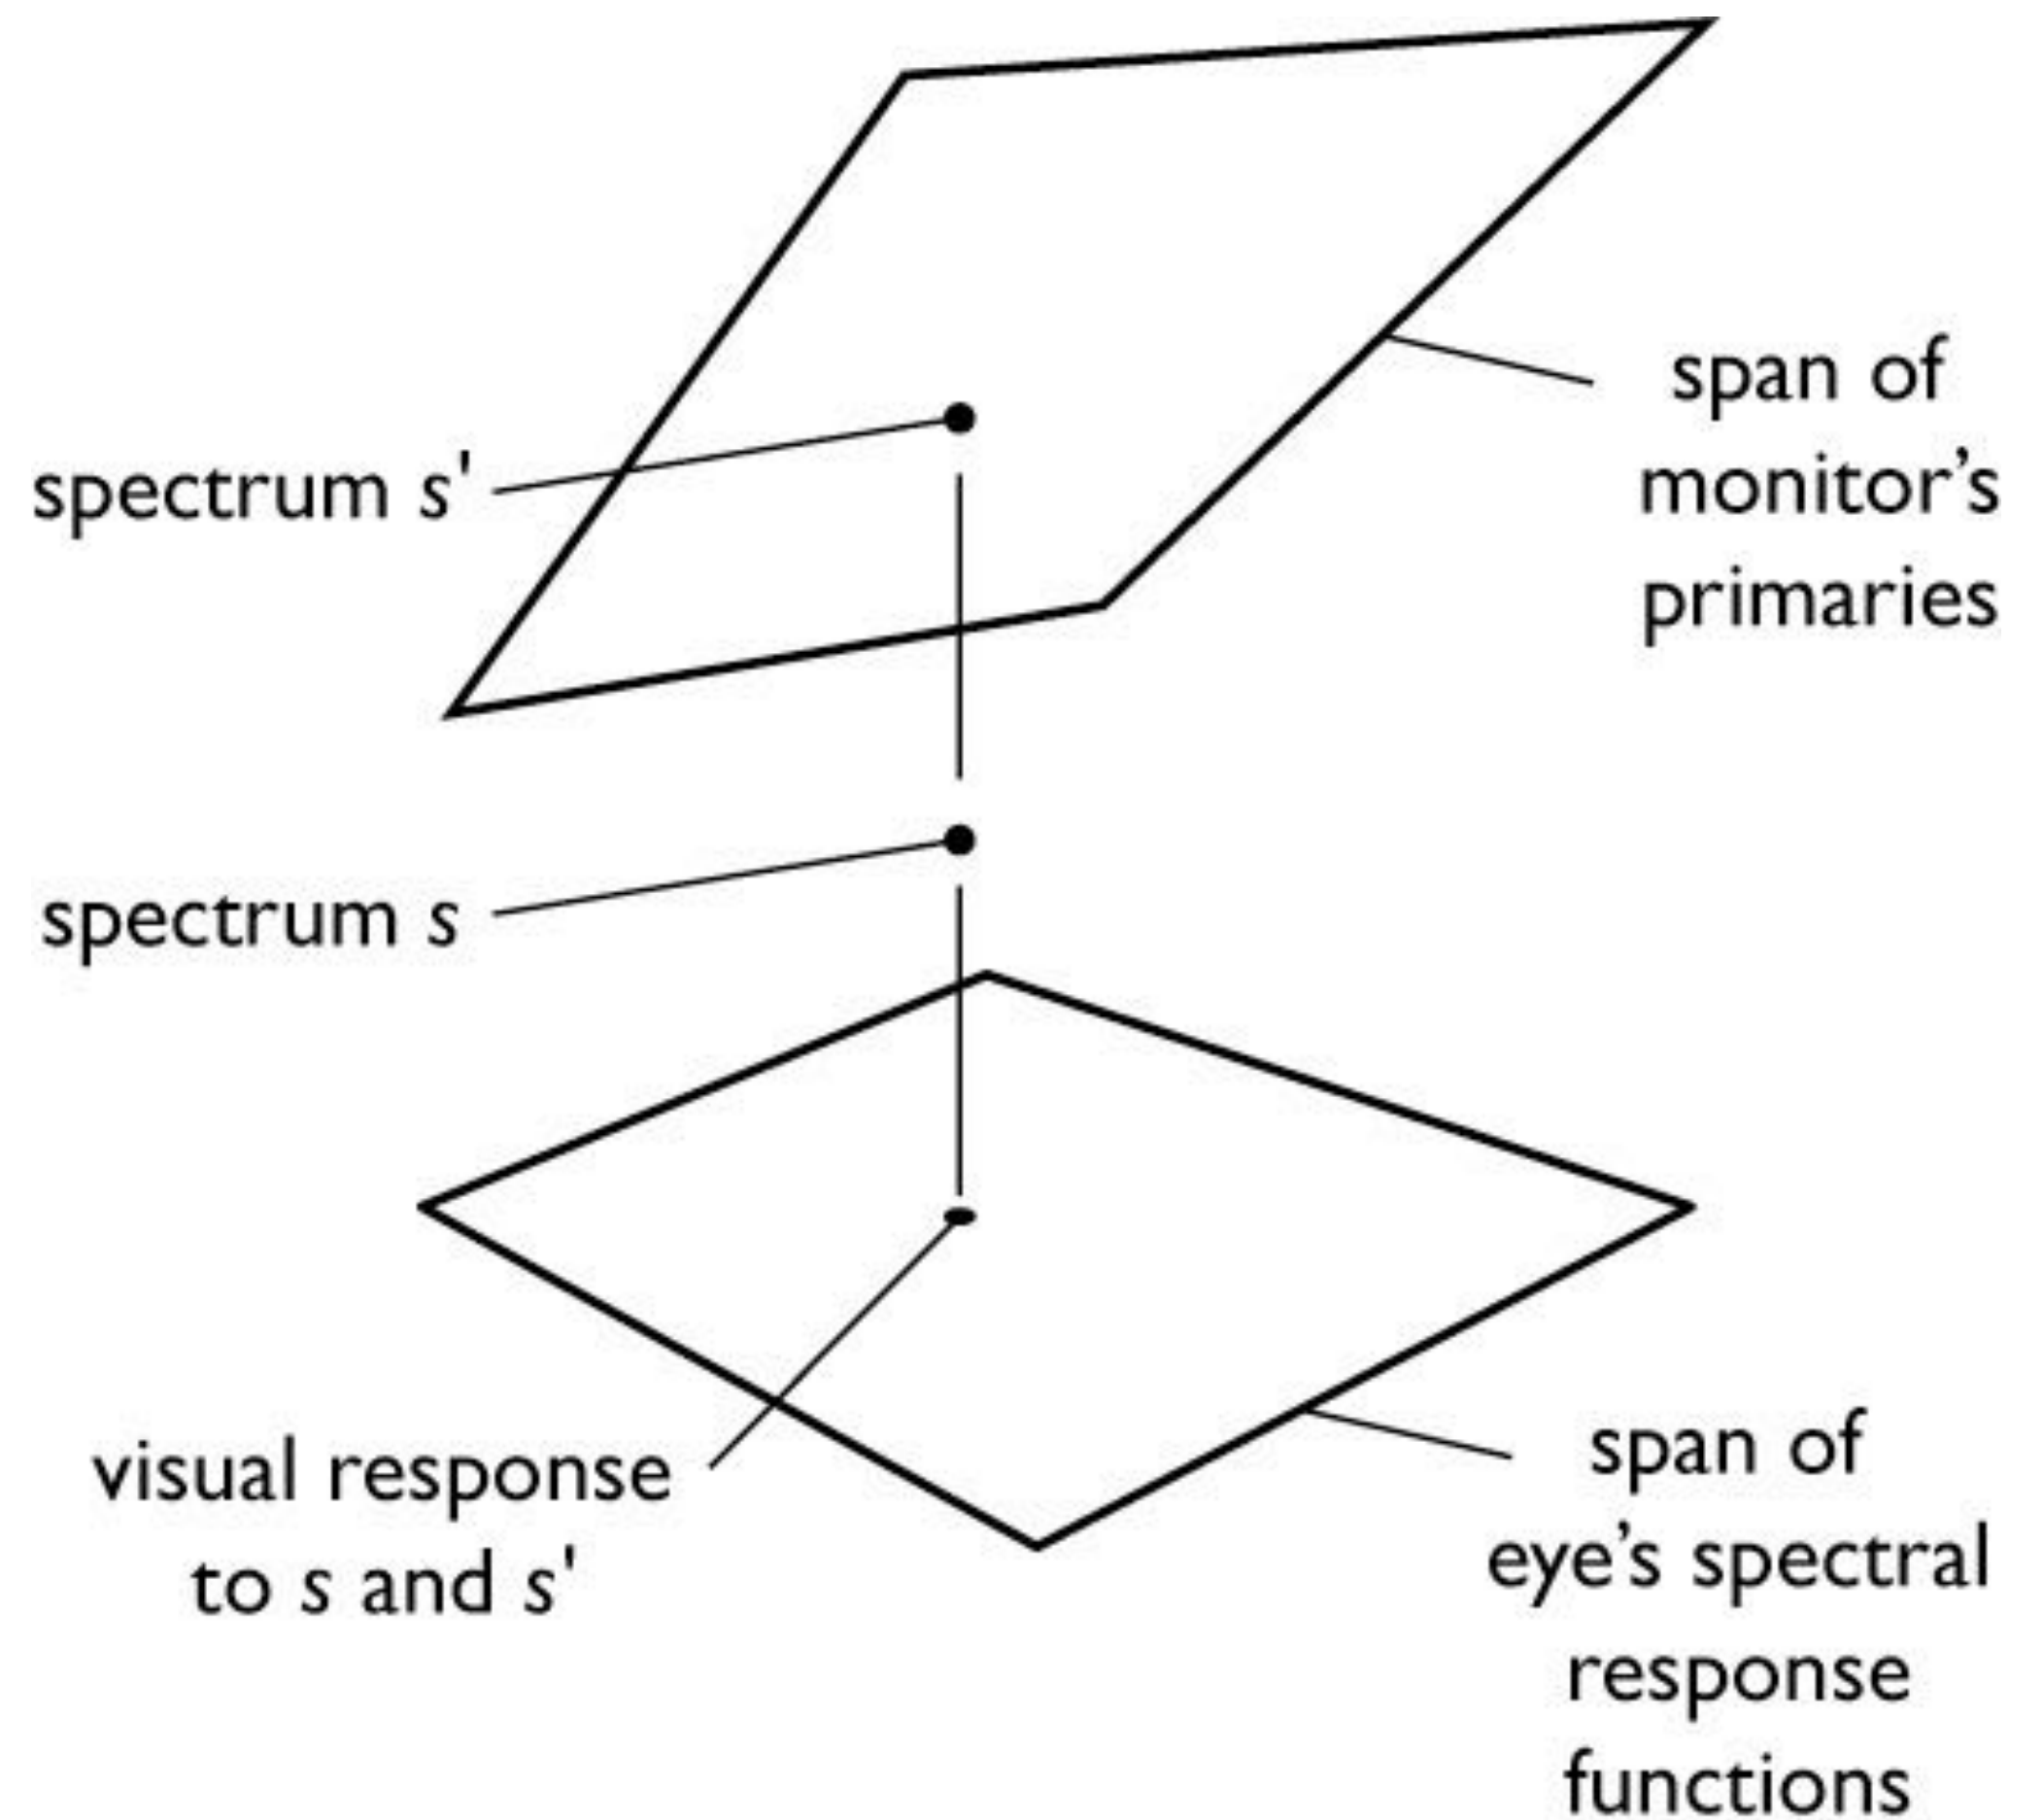 span of
monitor’s
primaries
spectrum s'
spectrum s
visual response
to s and s'
span of
eye’s spectral
response
functions